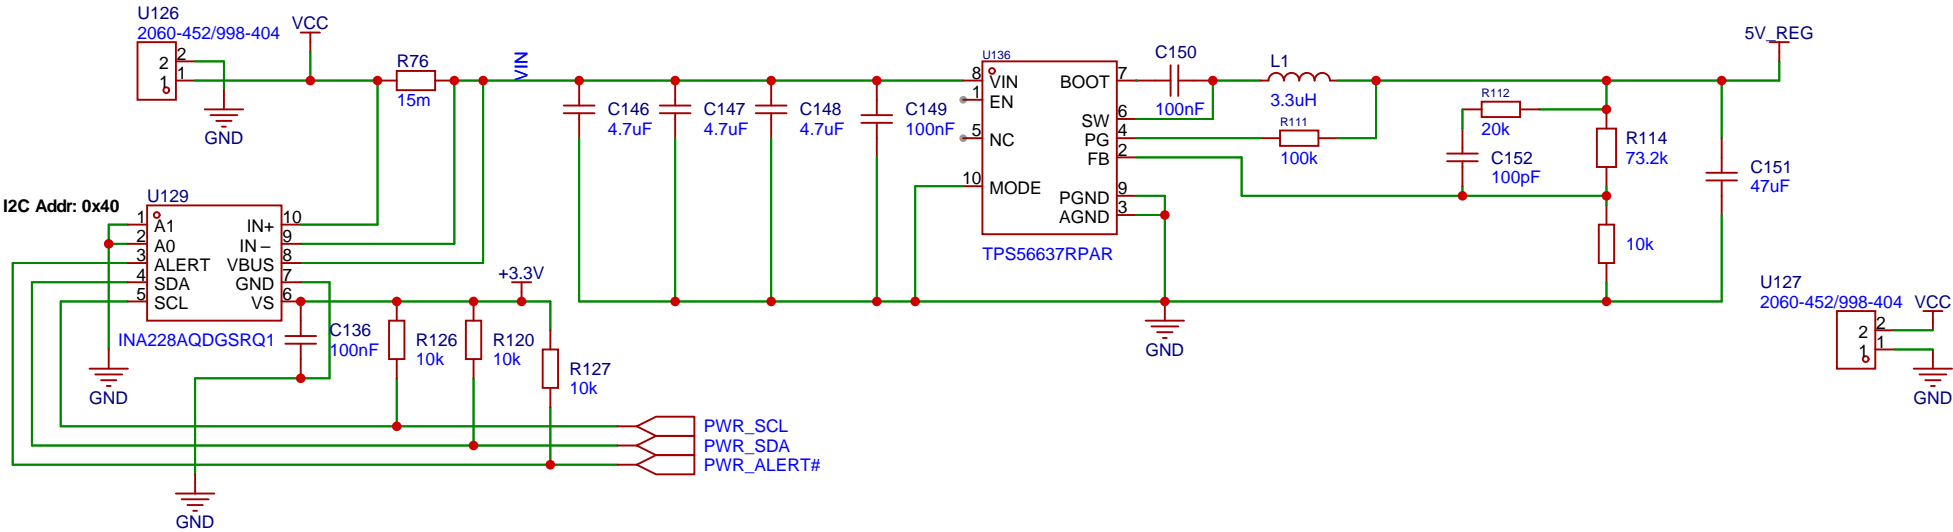 U126
2060-452/998-404
VCC
2
1
2
1
GND
R76
15m
VIN
C146
4.7uF
C147
4.7uF
C148
4.7uF
C149
100nF
U136
8
VIN
1
EN
5
NC
10
MODE
BOOT
7
SW
6
PG
4
FB
2
PGND
9
AGND
3
TPS56637RPAR
C150
100nF
L1
3.3uH
R111
100k
R112
20k
C152
100pF
R114
73.2k
10k
C151
47uF
5V_REG
GND
I2C Addr: 0x40
U129
1
A1
2
A0
3
ALERT
4
SDA
5
SCL
IN+
10
IN–
9
VBUS
8
GND
7
VS
6
INA228AQDGSRQ1
GND
+3.3V
C136
100nF
R126
10k
R120
10k
R127
10k
PWR_SCL
PWR_SDA
PWR_ALERT#
GND
U127
2060-452/998-404
VCC
2
1
2
1
GND